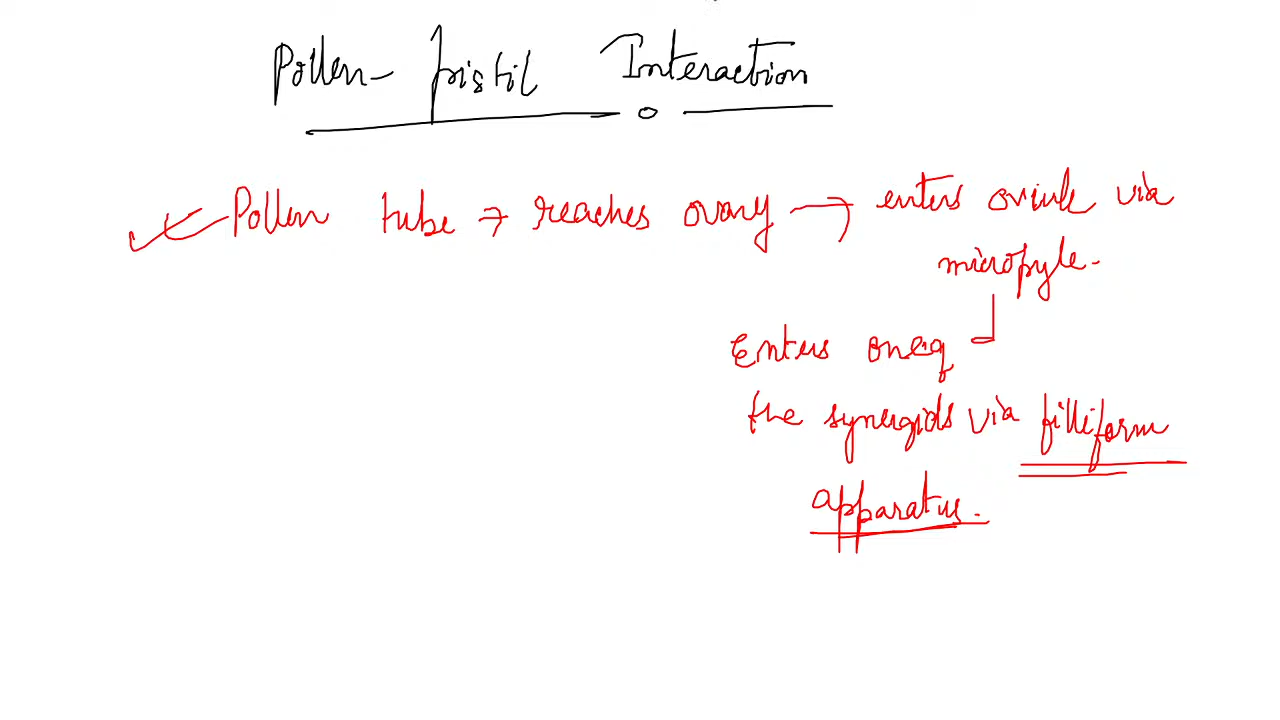 Pollen- Pistil Interaction
Pollen tube → reaches ovary → enters ovule via
micropyle.
Enters one of
the synergids via filliform
apparatus.